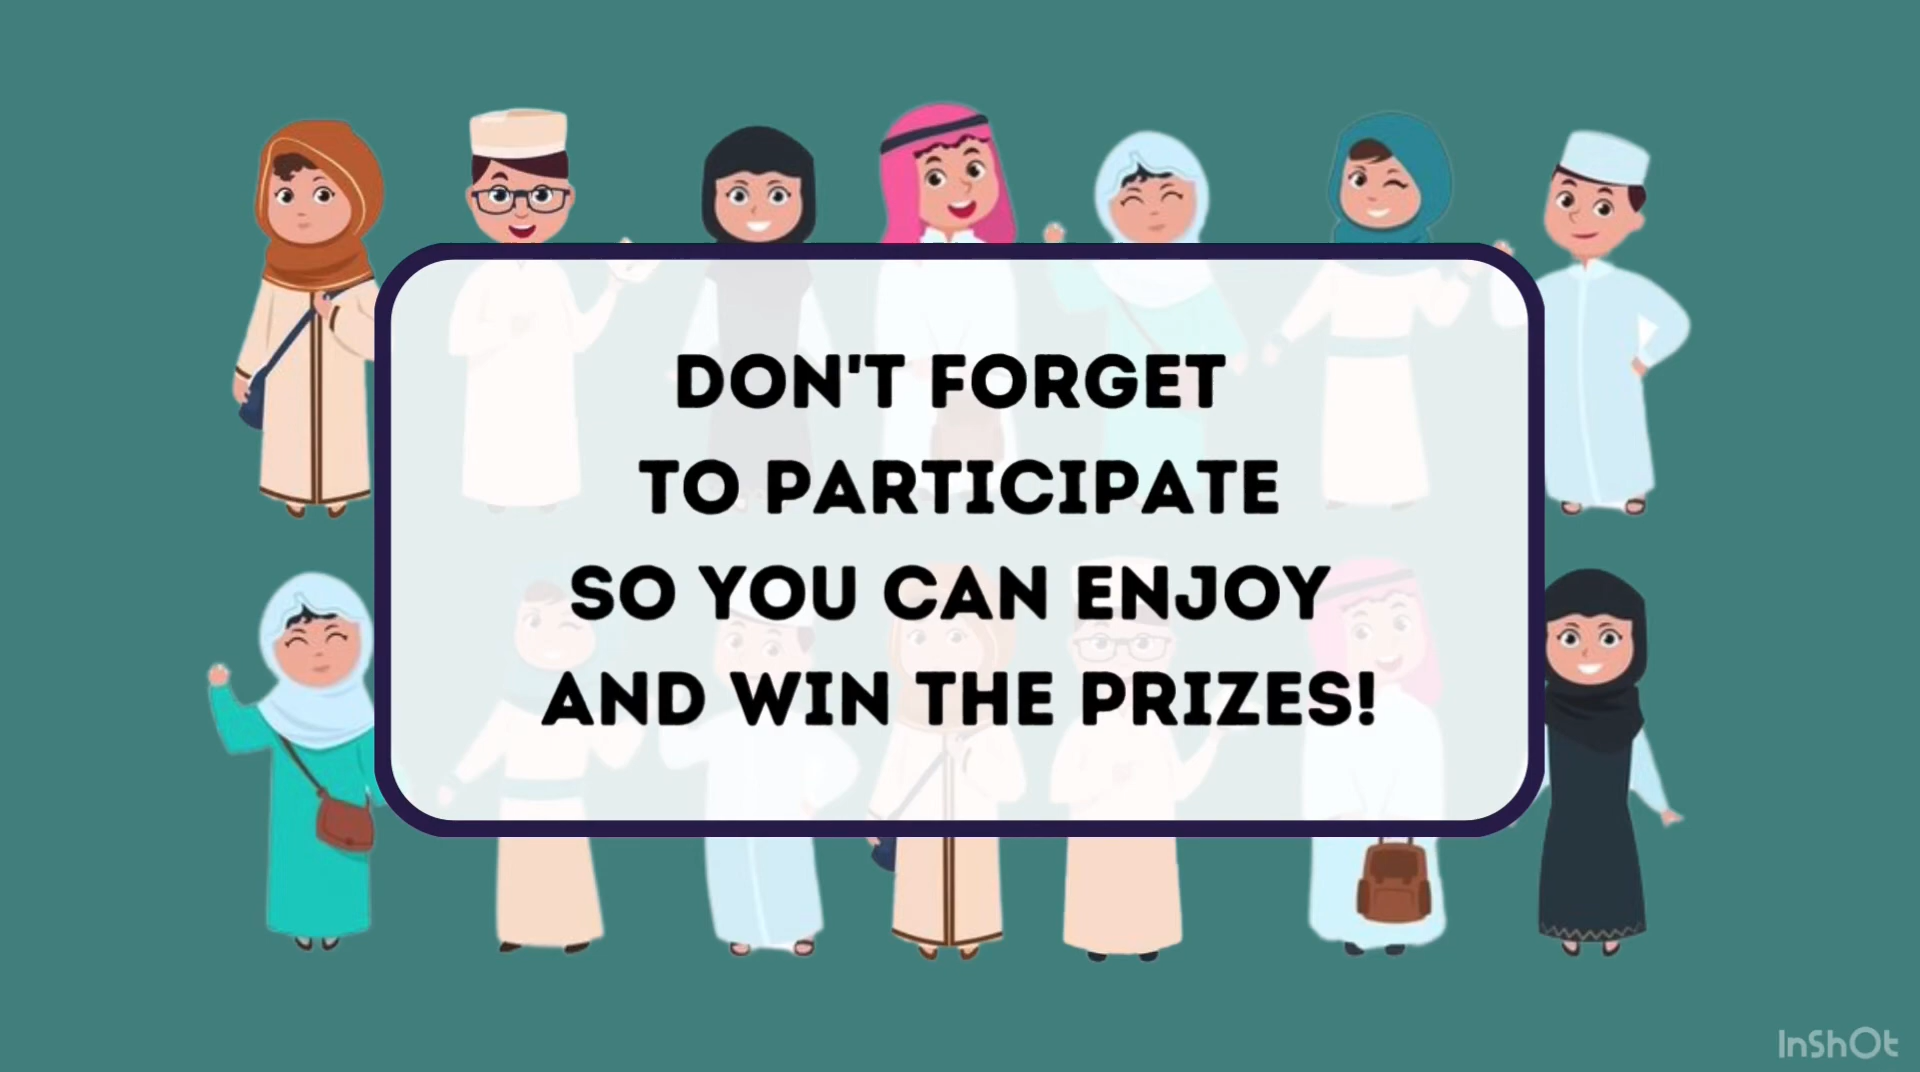 DON'T FORGET
TO PARTICIPATE
SO YOU CAN ENJOY
AND WIN THE PRIZES!
InShOt